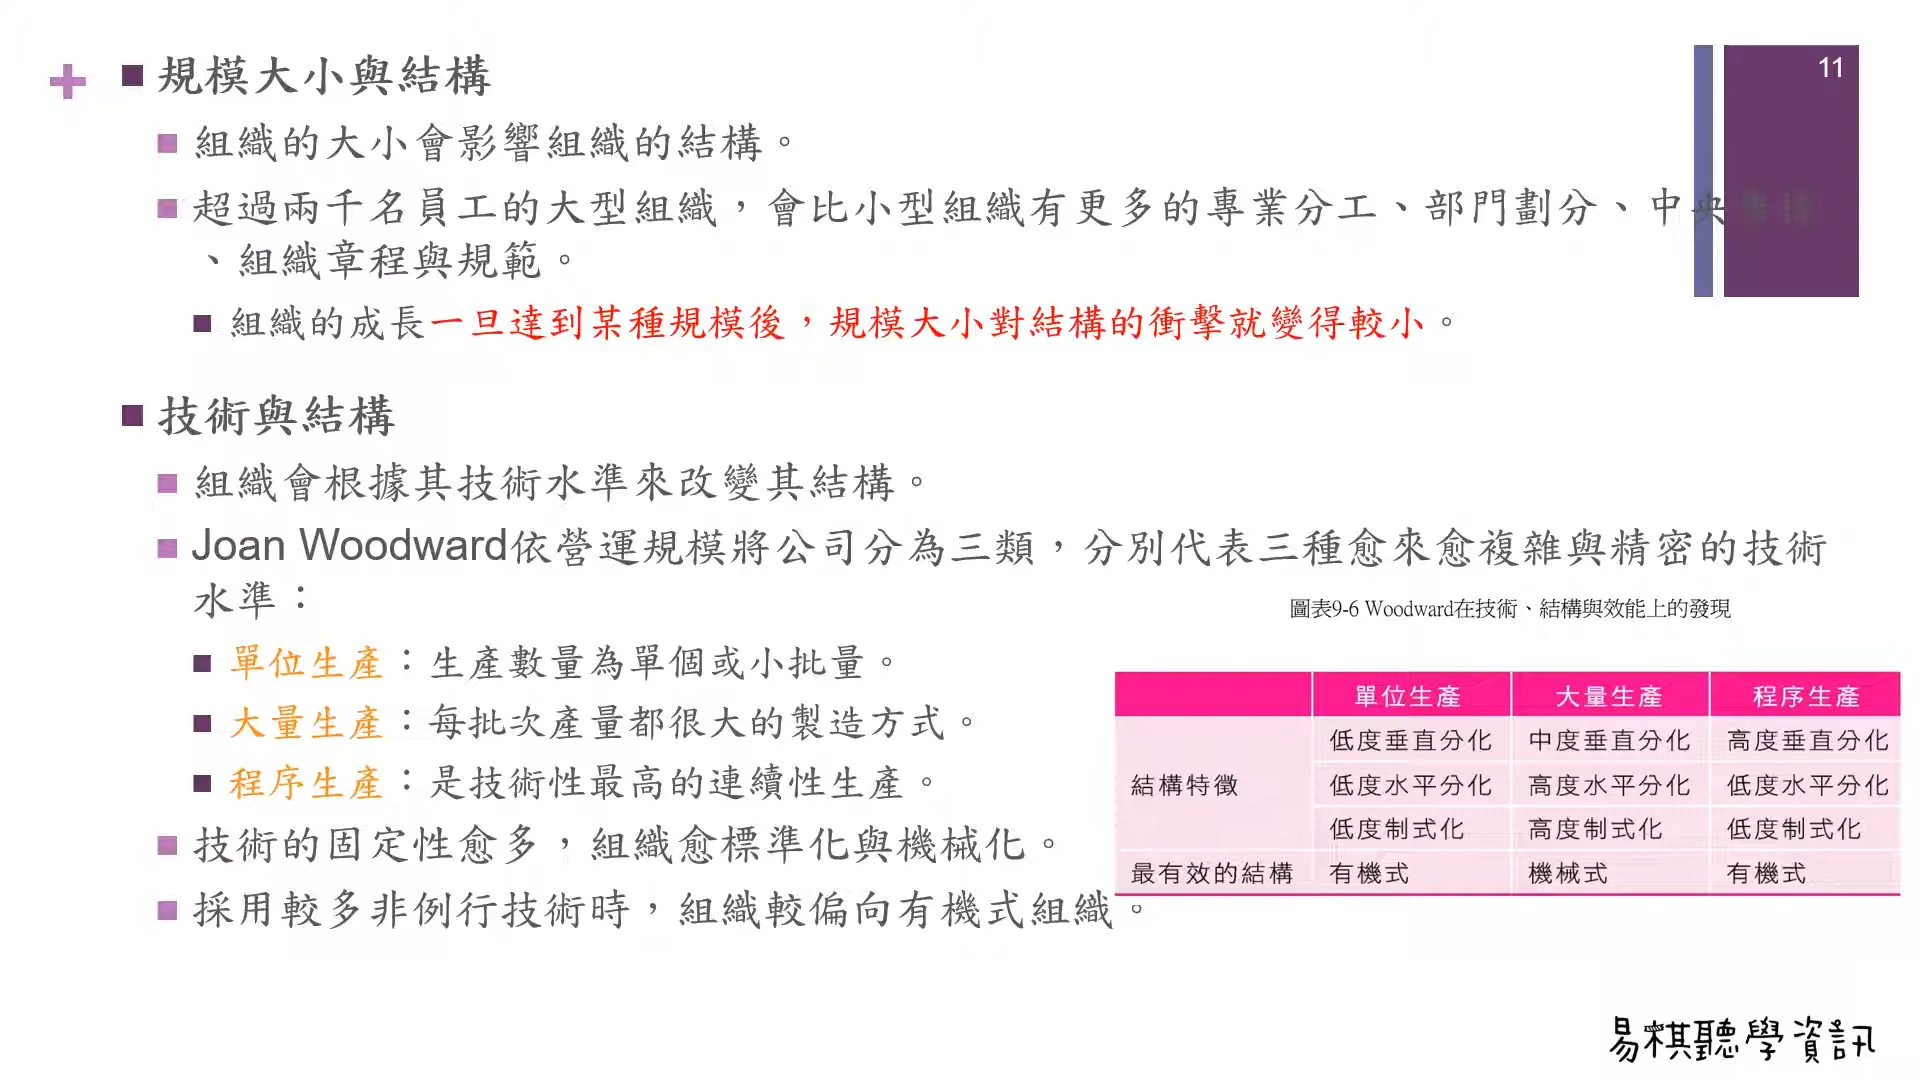 11
規模大小與結構
組織的大小會影響組織的結構。
超過兩千名員工的大型組織，會比小型組織有更多的專業分工、部門劃分、中央
、組織章程與規範。
組織的成長一旦達到某種規模後，規模大小對結構的衝擊就變得較小。
技術與結構
組織會根據其技術水準來改變其結構。
Joan Woodward依營運規模將公司分為三類，分別代表三種愈來愈複雜與精密的技術
水準：
單位生產：生產數量為單個或小批量。
大量生產：每批次產量都很大的製造方式。
程序生產：是技術性最高的連續性生產。
技術的固定性愈多，組織愈標準化與機械化。
採用較多非例行技術時，組織較偏向有機式組織。
圖表9-6 Woodward在技術、結構與效能上的發現
單位生產 大量生產 程序生產
低度垂直分化 中度垂直分化 高度垂直分化
結構特徵 低度水平分化 高度水平分化 低度水平分化
低度制式化 高度制式化 低度制式化
最有效的結構 有機式 機械式 有機式
易棋聽學資訊